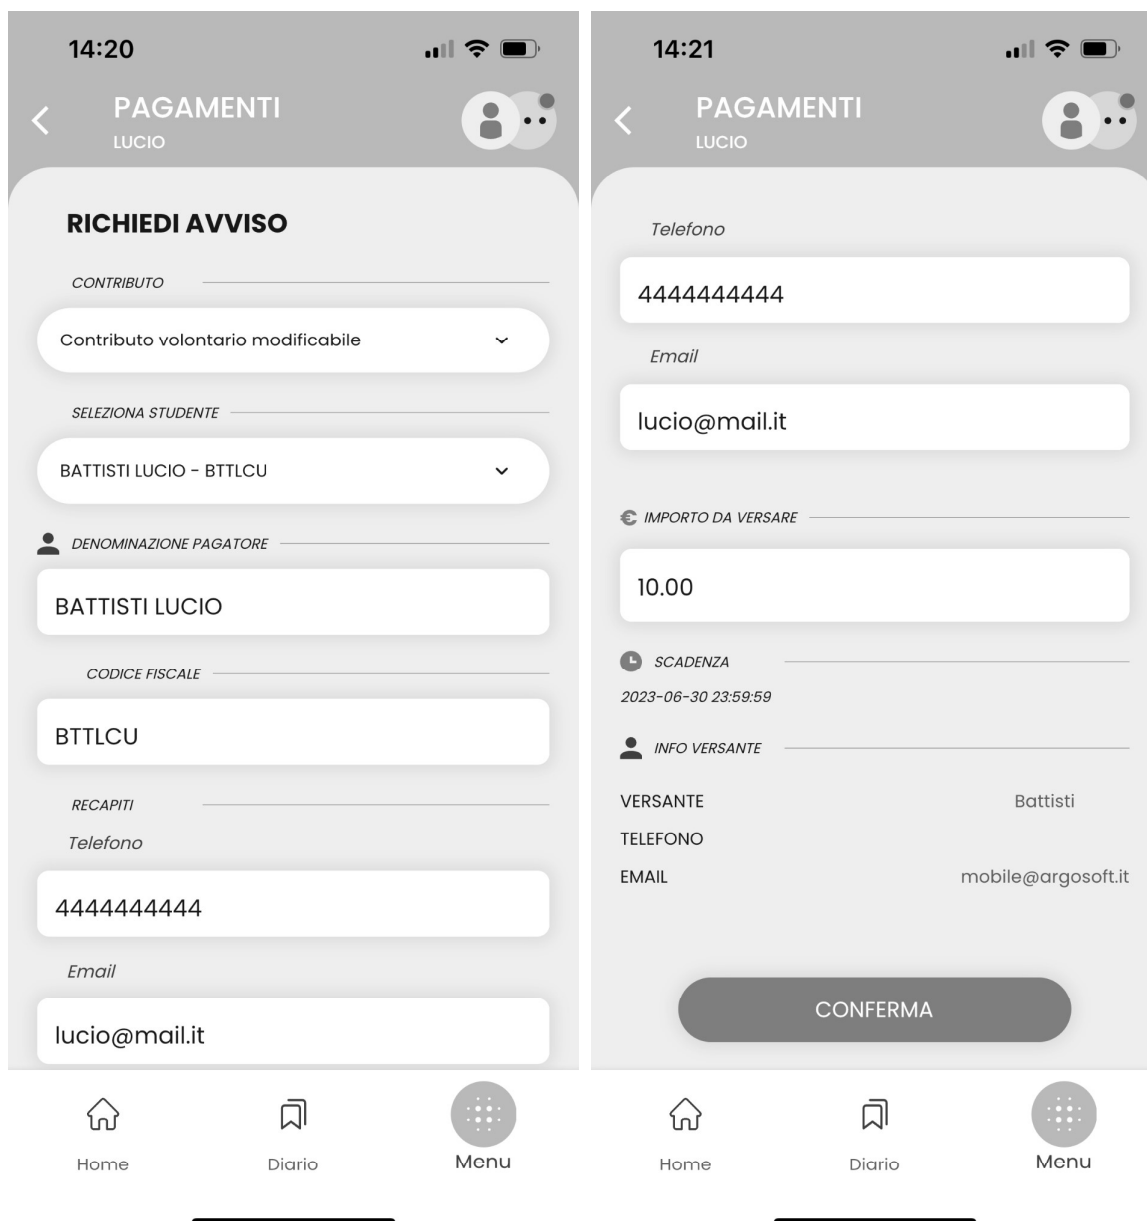 14:20
PAGAMENTI
LUCIO
RICHIEDI AVVISO
CONTRIBUTO
Contributo volontario modificabile
SELEZIONA STUDENTE
BATTISTI LUCIO - BTTLCU
DENOMINAZIONE PAGATORE
BATTISTI LUCIO
CODICE FISCALE
BTTLCU
RECAPITI
Telefono
4444444444
Email
lucio@mail.it
Home Diario Menu
14:21
PAGAMENTI
LUCIO
Telefono
4444444444
Email
lucio@mail.it
€ IMPORTO DA VERSARE
10.00
SCADENZA
2023-06-30 23:59:59
INFO VERSANTE
VERSANTE Battisti
TELEFONO
EMAIL mobile@argosoft.it
CONFERMA
Home Diario Menu